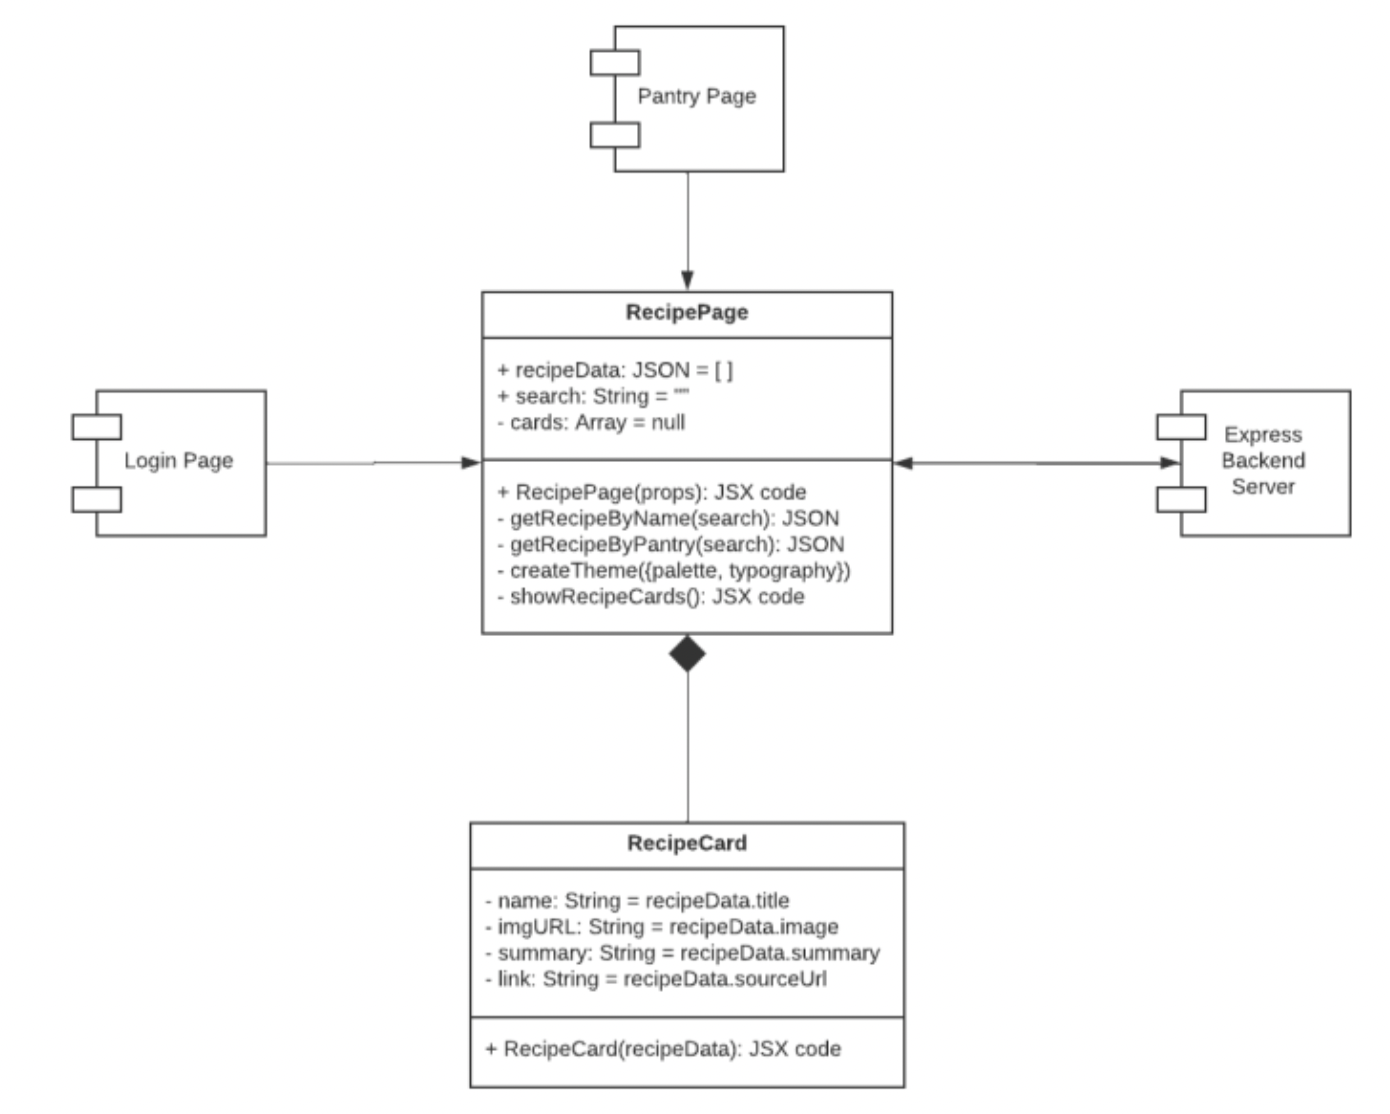 Pantry Page
RecipePage
+ recipeData: JSON = [ ]
+ search: String = ""
- cards: Array = null
+ RecipePage(props): JSX code
- getRecipeByName(search): JSON
- getRecipeByPantry(search): JSON
- createTheme({palette, typography})
- showRecipeCards(): JSX code
Login Page
Express
Backend
Server
RecipeCard
- name: String = recipeData.title
- imgURL: String = recipeData.image
- summary: String = recipeData.summary
- link: String = recipeData.sourceUrl
+ RecipeCard(recipeData): JSX code